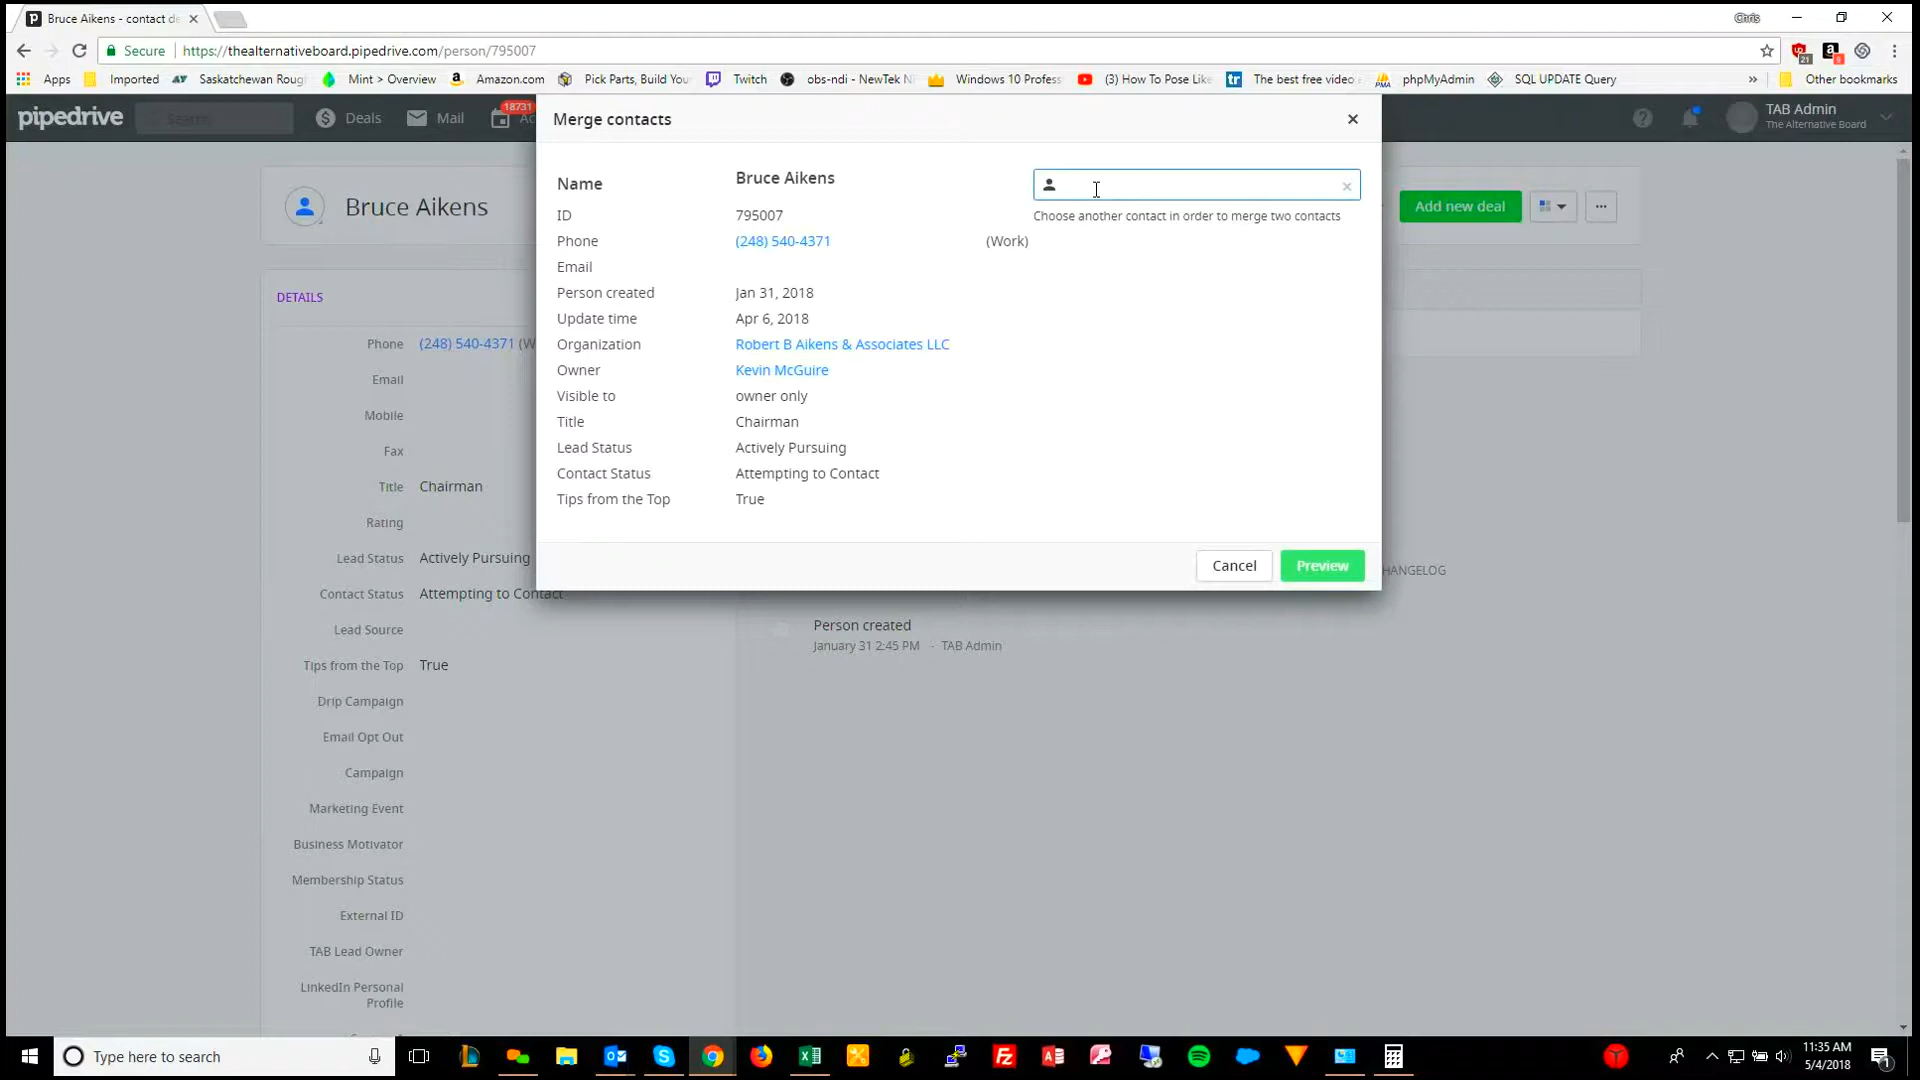 Bruce Aikens - contact de
Chris
Secure
https://thealternativeboard.pipedrive.com/person/795007
21
8
Apps
Imported
Saskatchewan Roug
Mint > Overview
Amazon.com
Pick Parts, Build You
Twitch
obs-ndi - NewTek N
Windows 10 Profess
(3) How To Pose Like
The best free video
phpMyAdmin
SQL UPDATE Query
»
Other bookmarks
pipedrive
Search
Deals
Mail
18731
Ac
TAB Admin
The Alternative Board
Merge contacts
Bruce Aikens
Add new deal
Name Bruce Aikens
Choose another contact in order to merge two contacts
ID 795007
Phone (248) 540-4371 (Work)
Email
Person created Jan 31, 2018
Update time Apr 6, 2018
Organization Robert B Aikens & Associates LLC
Owner Kevin McGuire
Visible to owner only
Title Chairman
Lead Status Actively Pursuing
Contact Status Attempting to Contact
Tips from the Top True
Cancel
Preview
DETAILS
Phone (248) 540-4371 (W
Email
Mobile
Fax
Title Chairman
Rating
Lead Status Actively Pursuing
Contact Status Attempting to Contact
Lead Source
Tips from the Top True
Drip Campaign
Email Opt Out
Campaign
Marketing Event
Business Motivator
Membership Status
External ID
TAB Lead Owner
LinkedIn Personal
Profile
HANGELOG
Person created
January 31 2:45 PM - TAB Admin
Type here to search
11:35 AM
5/4/2018
1